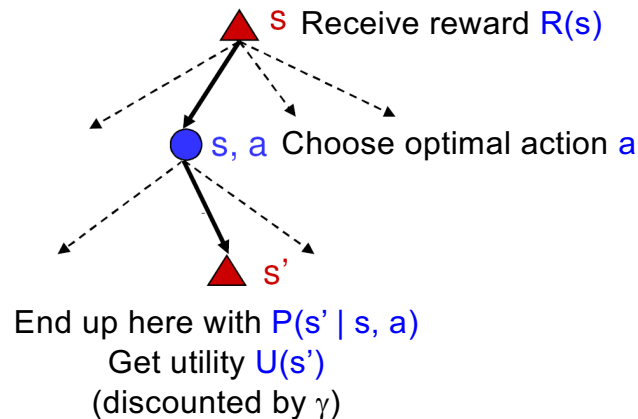 s Receive reward R(s)
s, a Choose optimal action a
s’
End up here with P(s’ | s, a)
Get utility U(s’)
(discounted by γ)